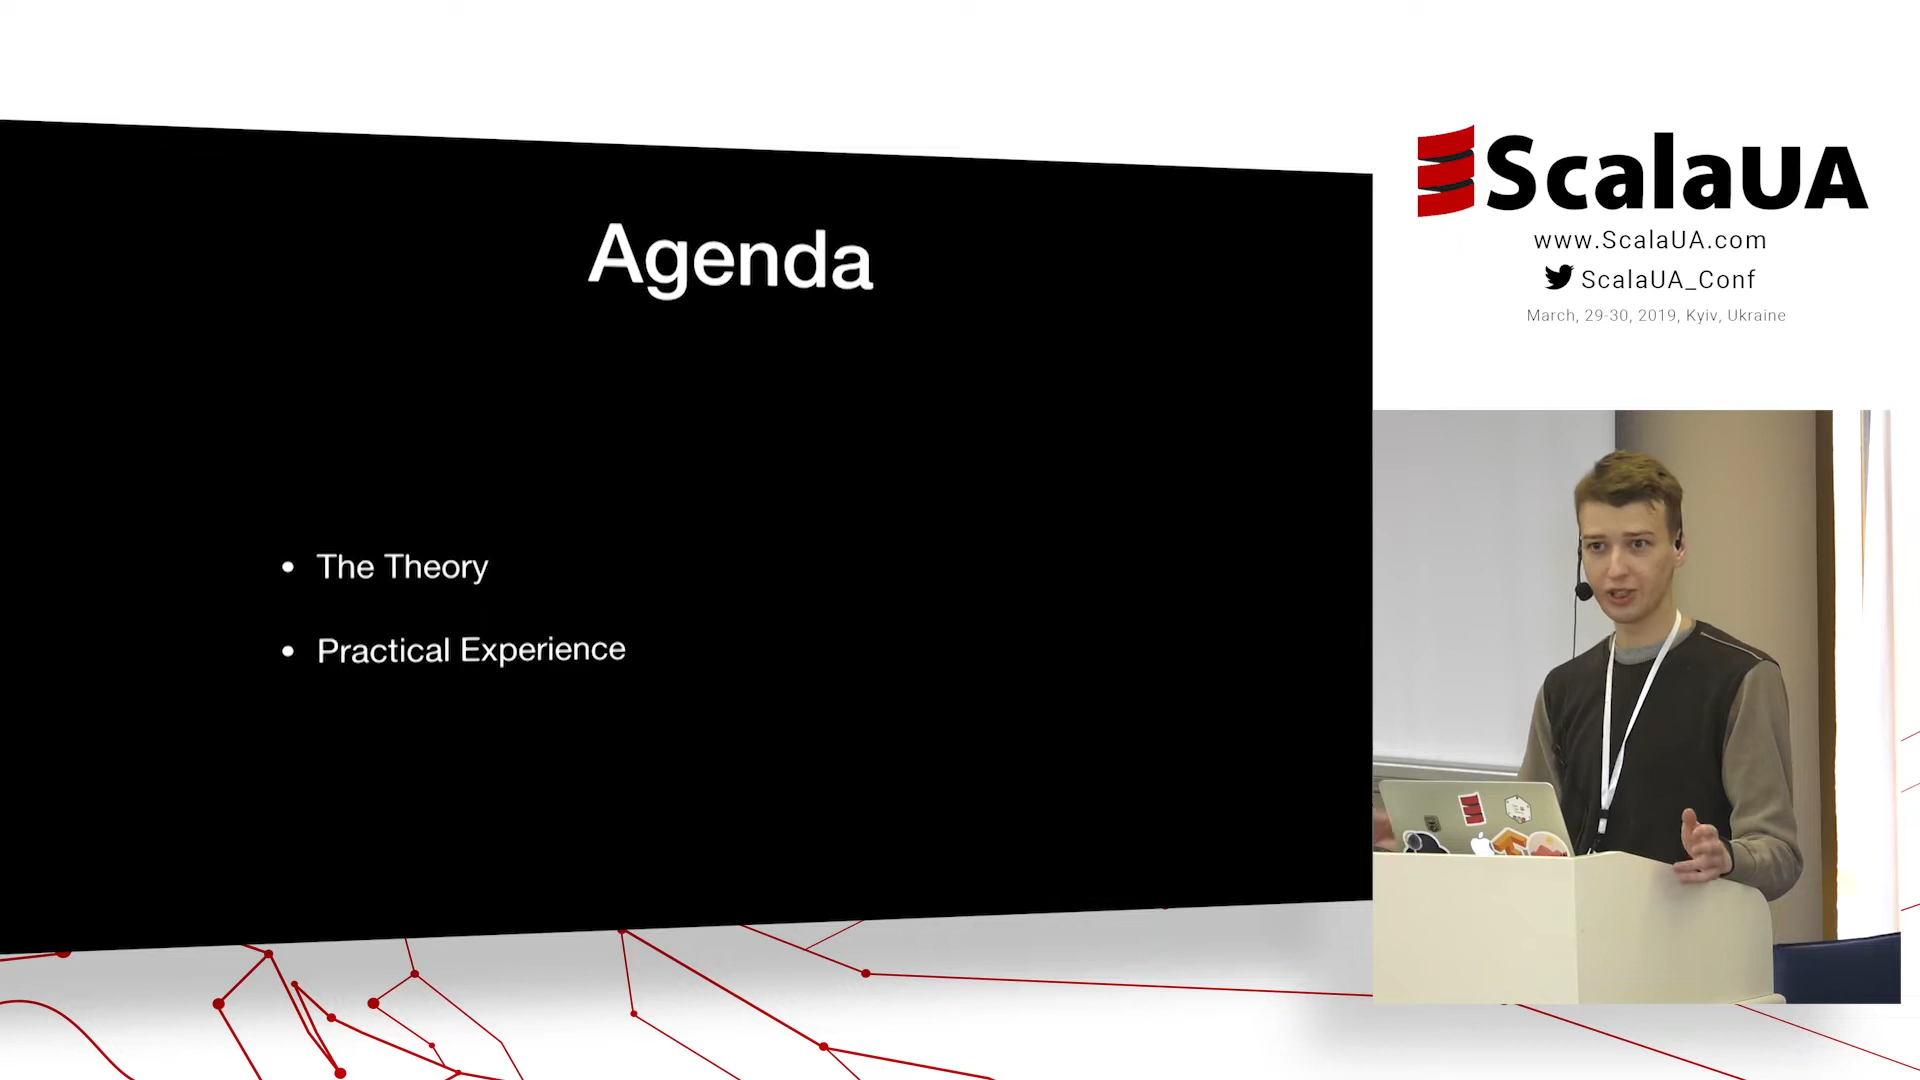 Agenda
• The Theory
• Practical Experience
ScalaUA
www.ScalaUA.com
ScalaUA_Conf
March, 29-30, 2019, Kyiv, Ukraine